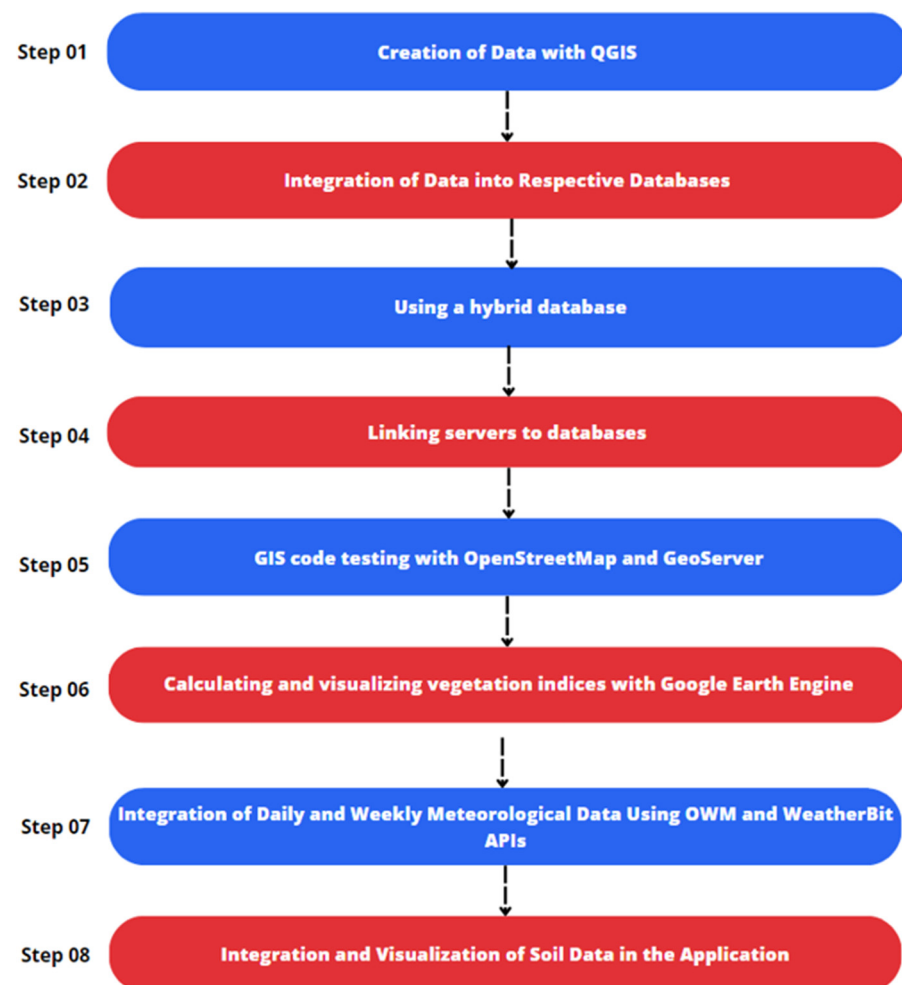 Step 01
Creation of Data with QGIS
Step 02
Integration of Data into Respective Databases
Step 03
Using a hybrid database
Step 04
Linking servers to databases
Step 05
GIS code testing with OpenStreetMap and GeoServer
Step 06
Calculating and visualizing vegetation indices with Google Earth Engine
Step 07
Integration of Daily and Weekly Meteorological Data Using OWM and WeatherBit
APIs
Step 08
Integration and Visualization of Soil Data in the Application